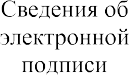 Сведения об
электронной
подписи